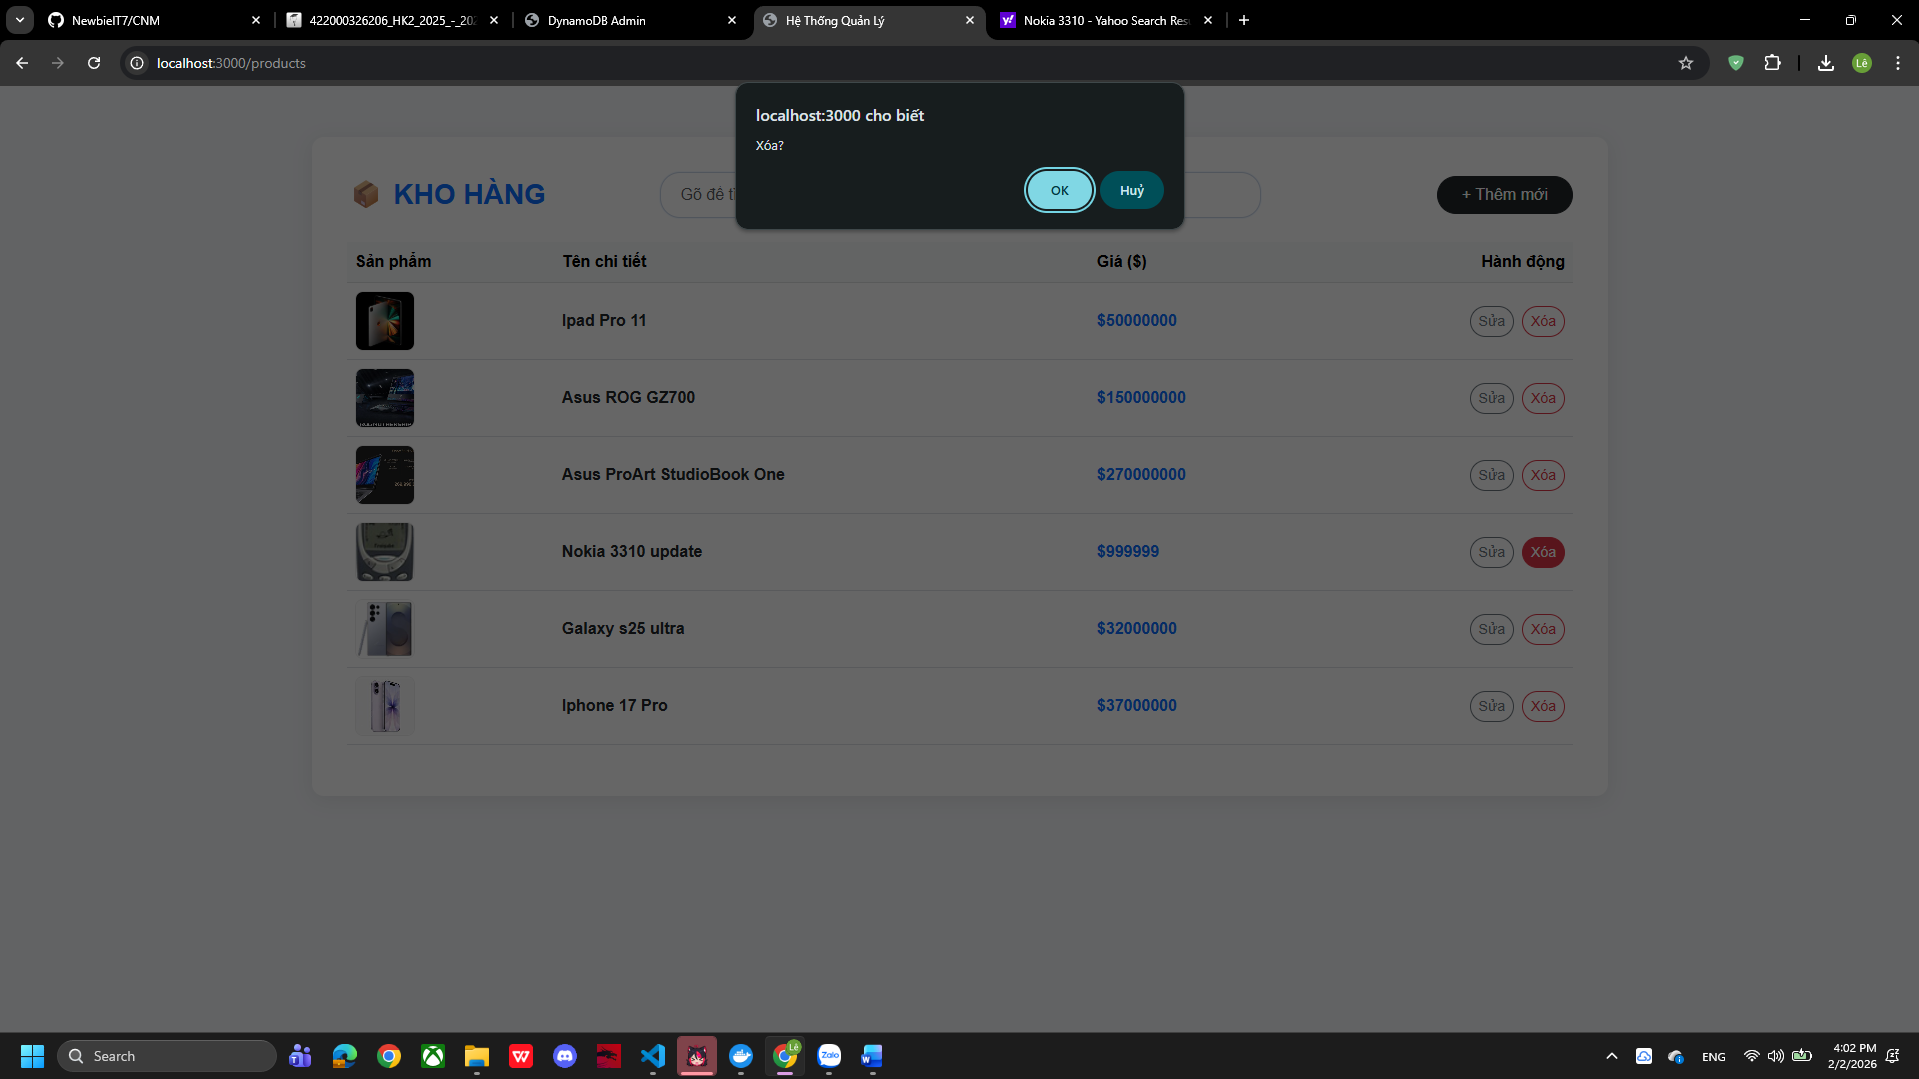 NewbieIT7/CNM
422000326206_HK2_2025_-_202
DynamoDB Admin
Hệ Thống Quản Lý
Nokia 3310 - Yahoo Search Res
localhost:3000/products
Lê
localhost:3000 cho biết
Xóa?
OK
Huỷ
KHO HÀNG
Gõ để t
+ Thêm mới
Sản phẩm
Tên chi tiết
Giá ($)
Hành động
Ipad Pro 11
$50000000
Sửa
Xóa
Asus ROG GZ700
$150000000
Sửa
Xóa
Asus ProArt StudioBook One
$270000000
Sửa
Xóa
Nokia 3310 update
$999999
Sửa
Xóa
Galaxy s25 ultra
$32000000
Sửa
Xóa
Iphone 17 Pro
$37000000
Sửa
Xóa
Search
Lê
Zalo
ENG
4:02 PM
2/2/2026